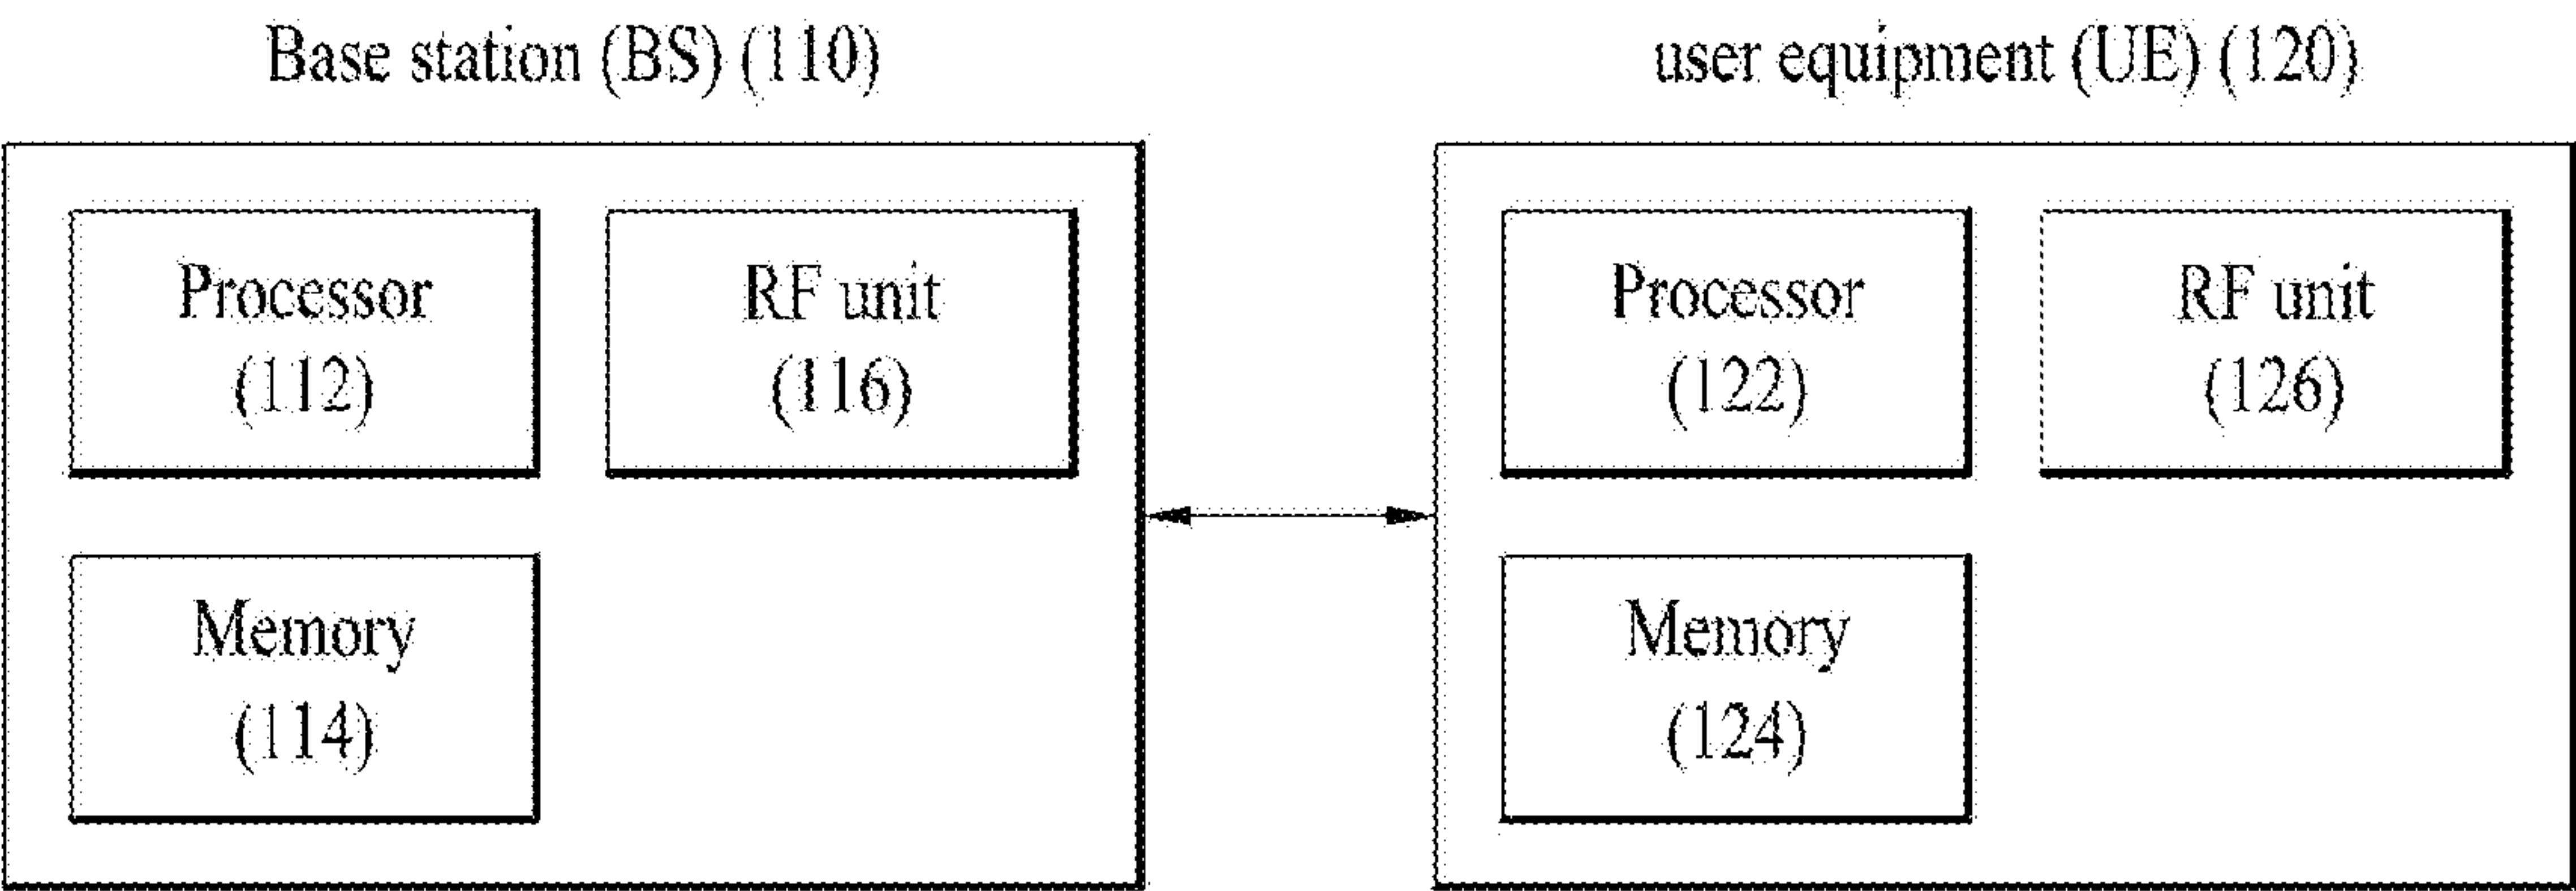 Base station (BS) (110)
Processor
(112)
RF unit
(116)
Memory
(114)
user equipment (UE) (120)
Processor
(122)
RF unit
(126)
Memory
(124)